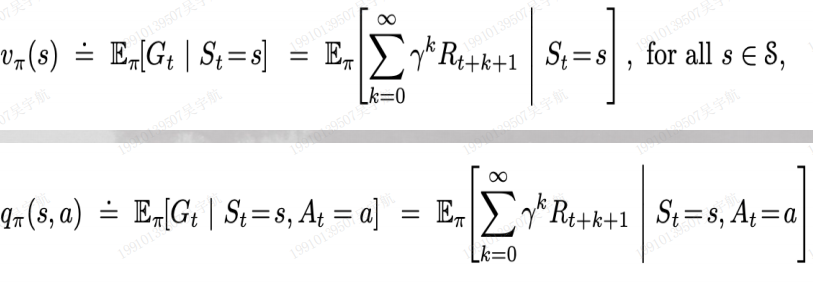 v_π(s) ≐ 𝔼_π[G_t | S_t=s] = 𝔼_π[∑_{k=0}^{∞} γ^k R_{t+k+1} | S_t=s], for all s ∈ 𝒮,
q_π(s,a) ≐ 𝔼_π[G_t | S_t=s, A_t = a] = 𝔼_π[∑_{k=0}^{∞} γ^k R_{t+k+1} | S_t=s, A_t=a]